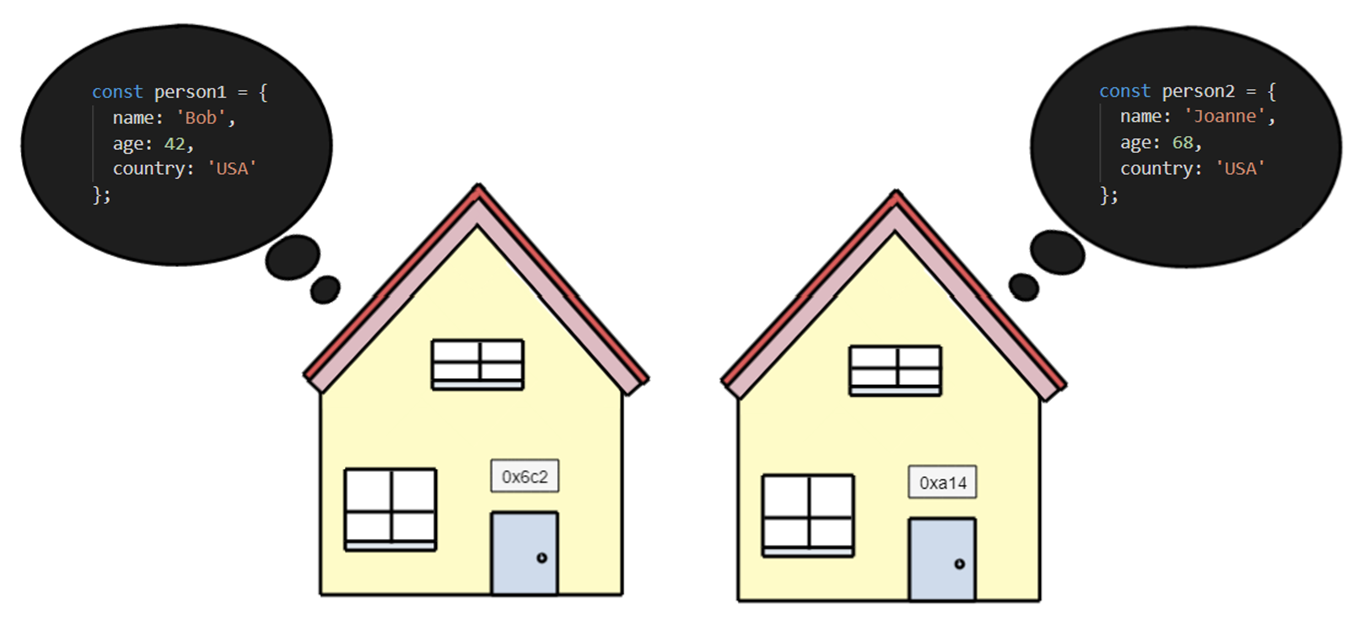 const person1 = {
  name: 'Bob',
  age: 42,
  country: 'USA'
};
const person2 = {
  name: 'Joanne',
  age: 68,
  country: 'USA'
};
0x6c2
0xa14